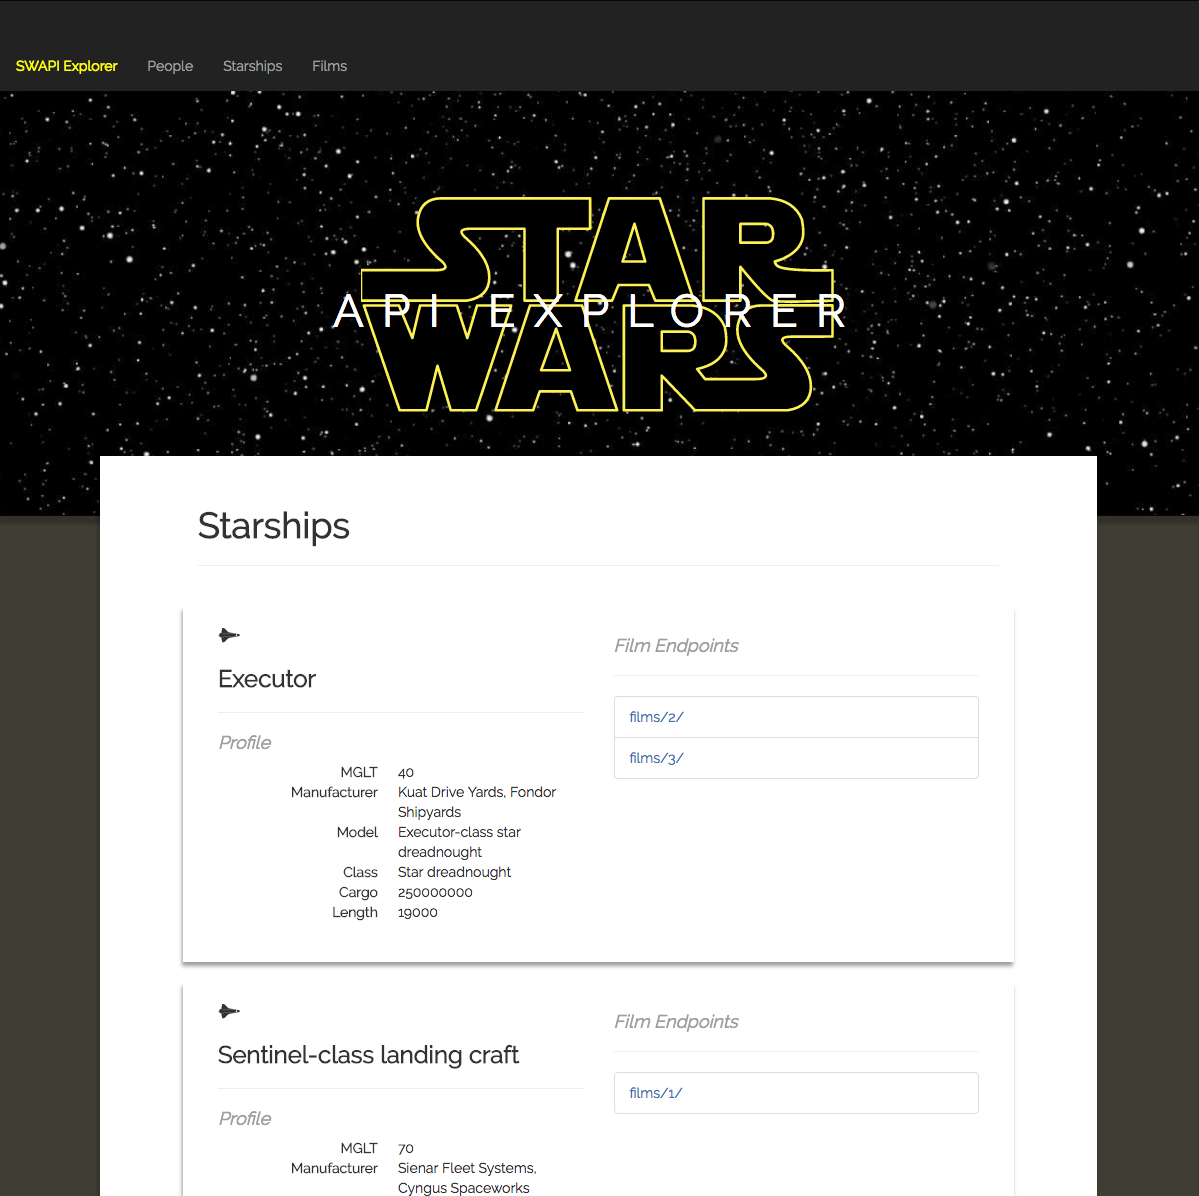 SWAPI Explorer People Starships Films
STAR
API EXPLORER
WARS
Starships
Executor
Profile
MGLT 40
Manufacturer Kuat Drive Yards, Fondor
Shipyards
Model Executor-class star
dreadnought
Class Star dreadnought
Cargo 250000000
Length 19000
Film Endpoints
films/2/
films/3/
Sentinel-class landing craft
Profile
MGLT 70
Manufacturer Sienar Fleet Systems,
Cyngus Spaceworks
Film Endpoints
films/1/